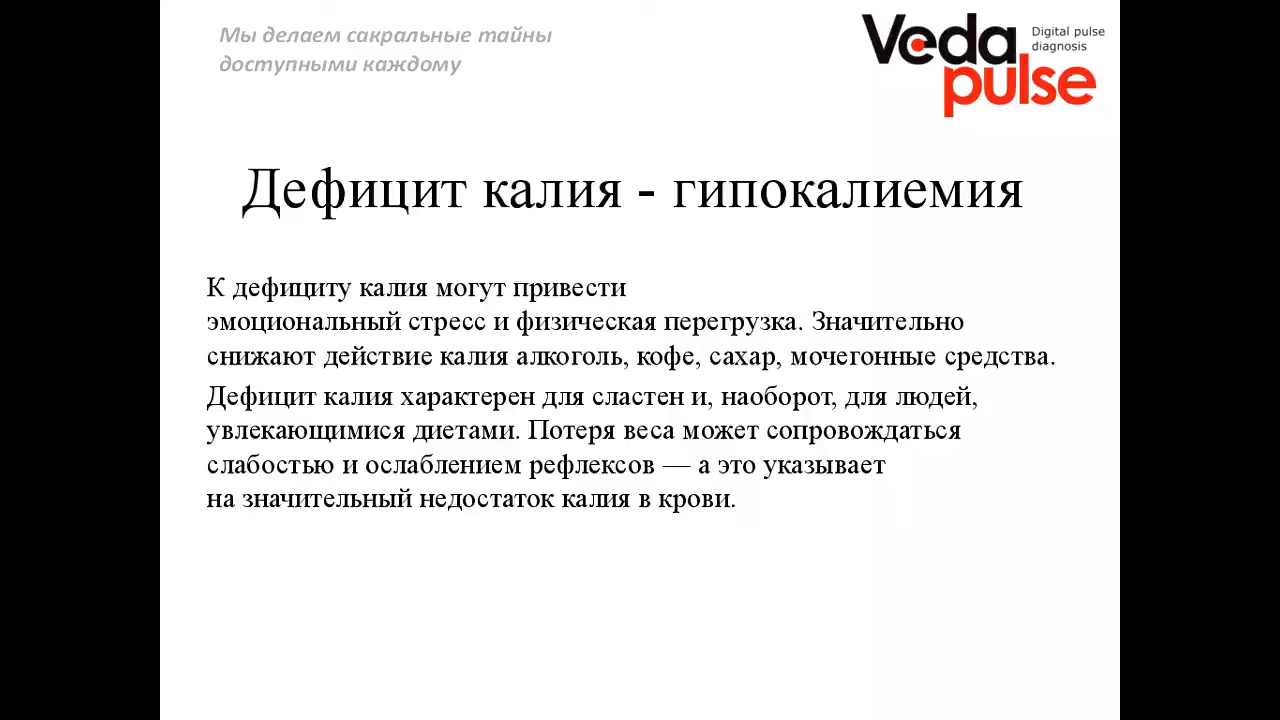 Мы делаем сакральные тайны
доступными каждому
Veda
pulse
Digital pulse
diagnosis
Дефицит калия - гипокалиемия
К дефициту калия могут привести
эмоциональный стресс и физическая перегрузка. Значительно
снижают действие калия алкоголь, кофе, сахар, мочегонные средства.
Дефицит калия характерен для сластен и, наоборот, для людей,
увлекающимися диетами. Потеря веса может сопровождаться
слабостью и ослаблением рефлексов — а это указывает
на значительный недостаток калия в крови.